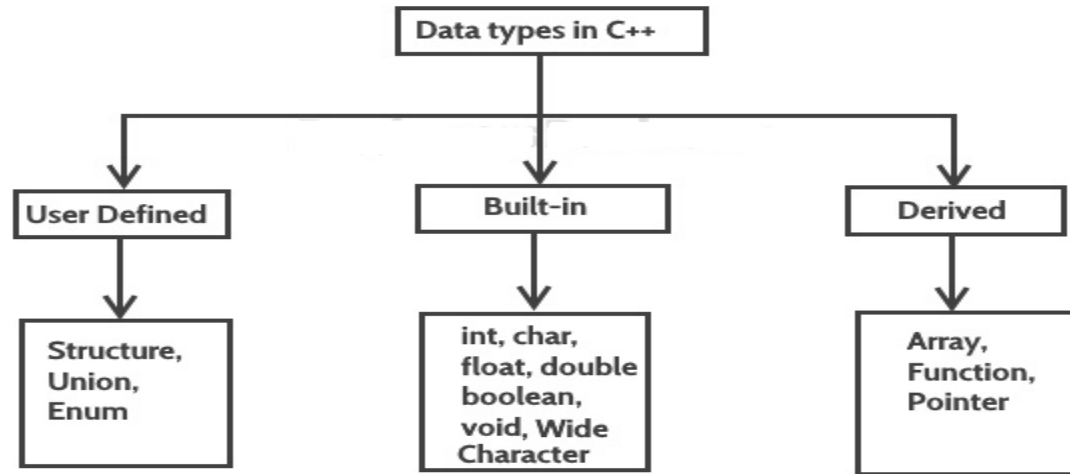 Data types in C++
User Defined
Built-in
Derived
Structure,
Union,
Enum
int, char,
float, double
boolean,
void, Wide
Character
Array,
Function,
Pointer